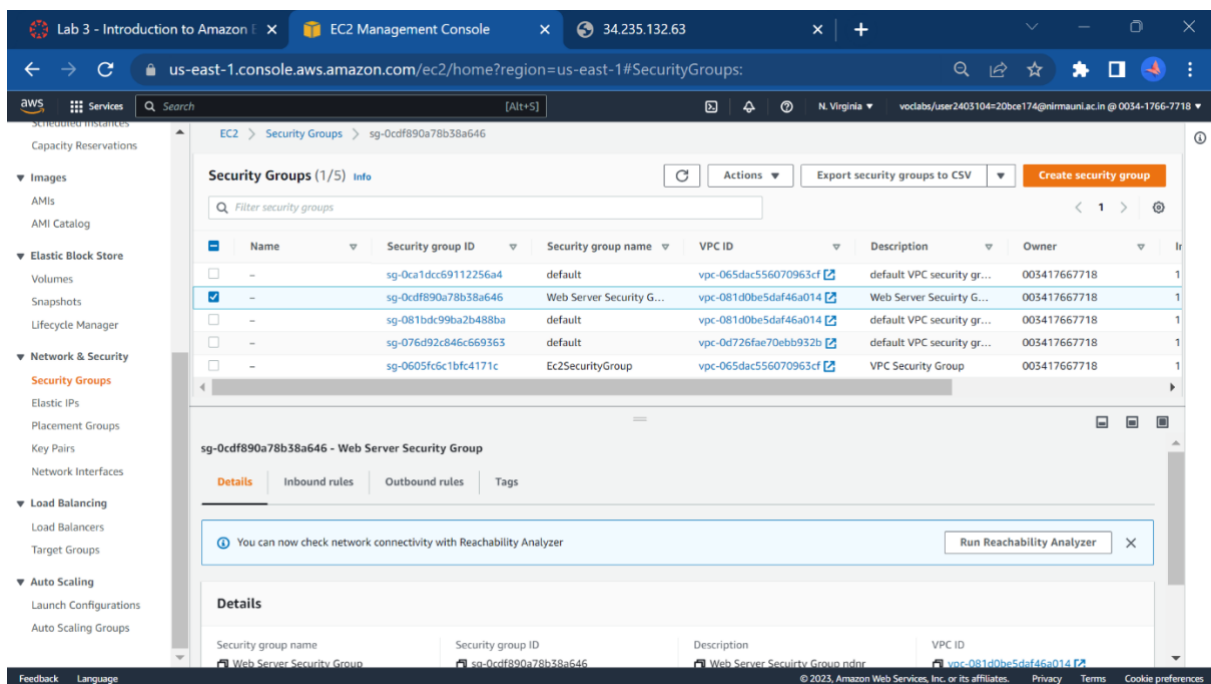 Lab 3 - Introduction to Amazon E
EC2 Management Console
34.235.132.63
us-east-1.console.aws.amazon.com/ec2/home?region=us-east-1#SecurityGroups:
aws
Services
Search
[Alt+S]
N. Virginia
voclabs/user2403104=20bce174@nirmauni.ac.in @ 0034-1766-7718
Scheduled Instances
Capacity Reservations
Images
AMIs
AMI Catalog
Elastic Block Store
Volumes
Snapshots
Lifecycle Manager
Network & Security
Security Groups
Elastic IPs
Placement Groups
Key Pairs
Network Interfaces
Load Balancing
Load Balancers
Target Groups
Auto Scaling
Launch Configurations
Auto Scaling Groups
EC2 > Security Groups > sg-0cdf890a78b38a646
Security Groups (1/5) Info
Actions
Export security groups to CSV
Create security group
Filter security groups
1
Name Security group ID Security group name VPC ID Description Owner In
– sg-0ca1dcc69112256a4 default vpc-065dac556070963cf default VPC security gr... 003417667718 1
– sg-0cdf890a78b38a646 Web Server Security G... vpc-081d0be5daf46a014 Web Server Secuirty G... 003417667718 1
– sg-081bdc99ba2b488ba default vpc-081d0be5daf46a014 default VPC security gr... 003417667718 1
– sg-076d92c846c669363 default vpc-0d726fae70ebb932b default VPC security gr... 003417667718 1
– sg-0605fc6c1bfc4171c Ec2SecurityGroup vpc-065dac556070963cf VPC Security Group 003417667718 1
sg-0cdf890a78b38a646 - Web Server Security Group
Details Inbound rules Outbound rules Tags
You can now check network connectivity with Reachability Analyzer
Run Reachability Analyzer
Details
Security group name Security group ID Description VPC ID
Web Server Security Group sg-0cdf890a78b38a646 Web Server Secuirty Group ndnr vpc-081d0be5daf46a014
Feedback Language
© 2023, Amazon Web Services, Inc. or its affiliates. Privacy Terms Cookie preferences